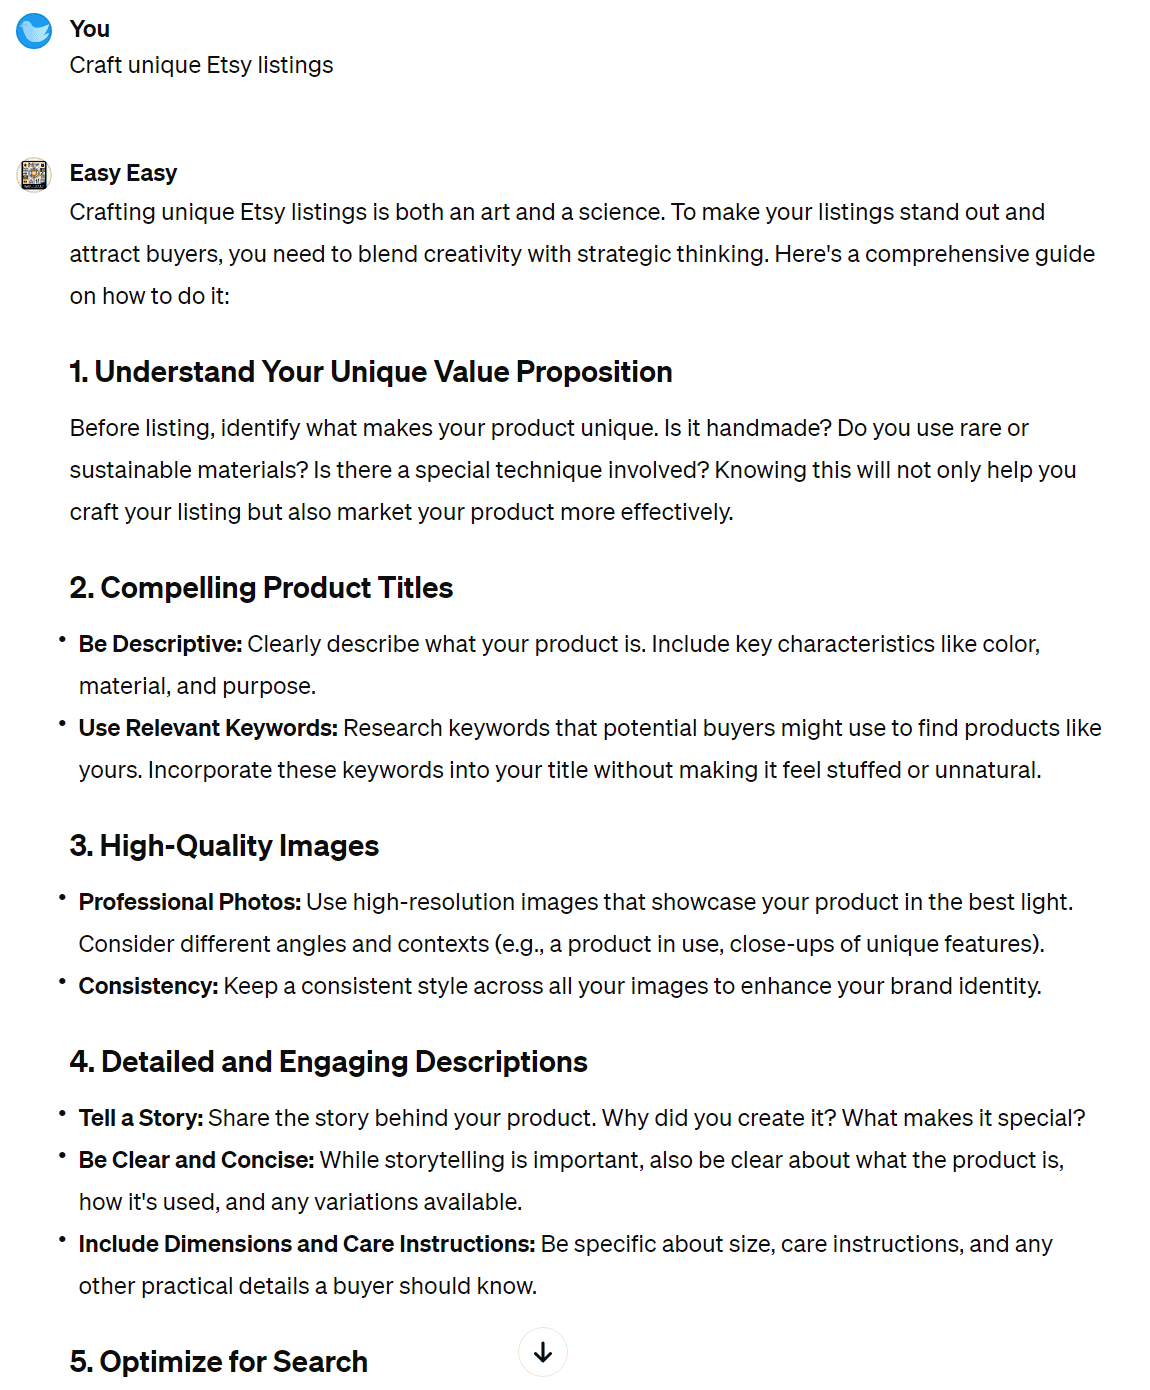 You
Craft unique Etsy listings
Easy Easy
Crafting unique Etsy listings is both an art and a science. To make your listings stand out and
attract buyers, you need to blend creativity with strategic thinking. Here's a comprehensive guide
on how to do it:
1. Understand Your Unique Value Proposition
Before listing, identify what makes your product unique. Is it handmade? Do you use rare or
sustainable materials? Is there a special technique involved? Knowing this will not only help you
craft your listing but also market your product more effectively.
2. Compelling Product Titles
• Be Descriptive: Clearly describe what your product is. Include key characteristics like color,
material, and purpose.
• Use Relevant Keywords: Research keywords that potential buyers might use to find products like
yours. Incorporate these keywords into your title without making it feel stuffed or unnatural.
3. High-Quality Images
• Professional Photos: Use high-resolution images that showcase your product in the best light.
Consider different angles and contexts (e.g., a product in use, close-ups of unique features).
• Consistency: Keep a consistent style across all your images to enhance your brand identity.
4. Detailed and Engaging Descriptions
• Tell a Story: Share the story behind your product. Why did you create it? What makes it special?
• Be Clear and Concise: While storytelling is important, also be clear about what the product is,
how it's used, and any variations available.
• Include Dimensions and Care Instructions: Be specific about size, care instructions, and any
other practical details a buyer should know.
5. Optimize for Search